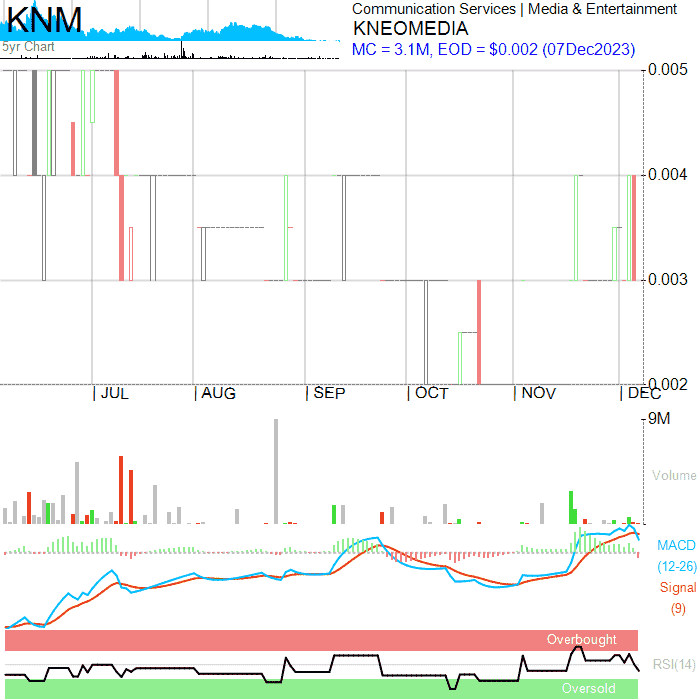 KNM
5yr Chart
Communication Services | Media & Entertainment
KNEOMEDIA
MC = 3.1M, EOD = $0.002 (07Dec2023)
0.005
0.004
0.003
0.002
JUL
AUG
SEP
OCT
NOV
DEC
9M
Volume
MACD
(12-26)
Signal
(9)
Overbought
RSI(14)
Oversold